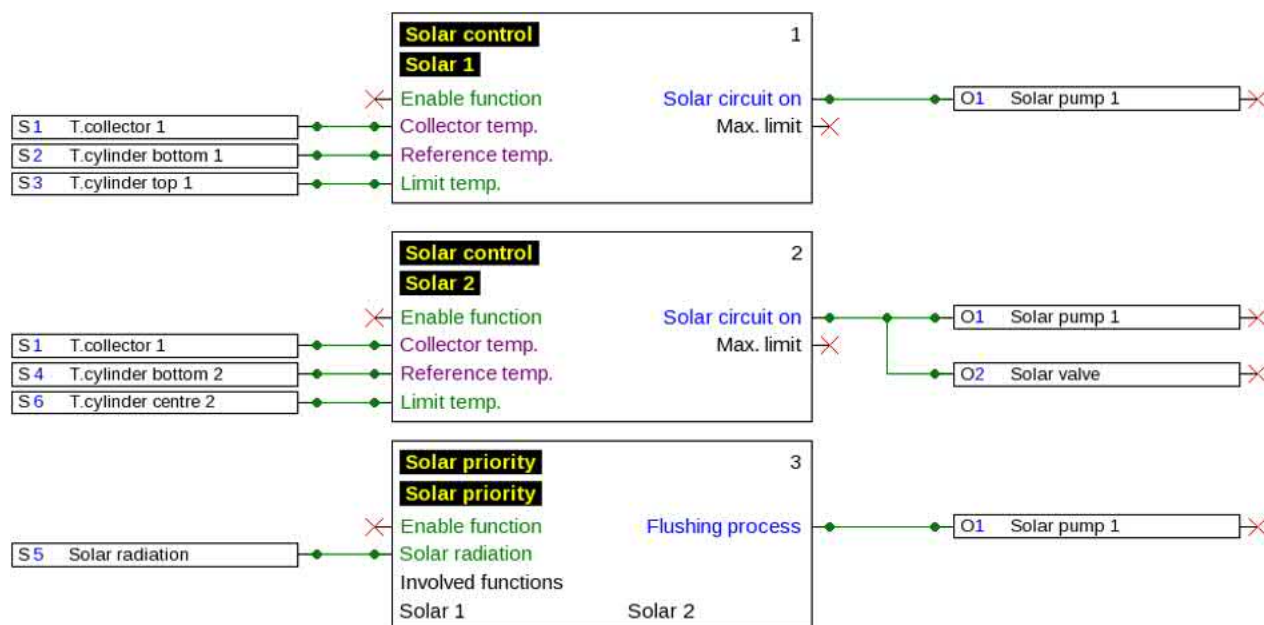 Solar control 1
Solar 1
Enable function Solar circuit on O1 Solar pump 1
S1 T.collector 1 Collector temp. Max. limit
S2 T.cylinder bottom 1 Reference temp.
S3 T.cylinder top 1 Limit temp.
Solar control 2
Solar 2
Enable function Solar circuit on O1 Solar pump 1
S1 T.collector 1 Collector temp. Max. limit
S4 T.cylinder bottom 2 Reference temp. O2 Solar valve
S6 T.cylinder centre 2 Limit temp.
Solar priority 3
Solar priority
Enable function Flushing process O1 Solar pump 1
S5 Solar radiation Solar radiation
Involved functions
Solar 1 Solar 2